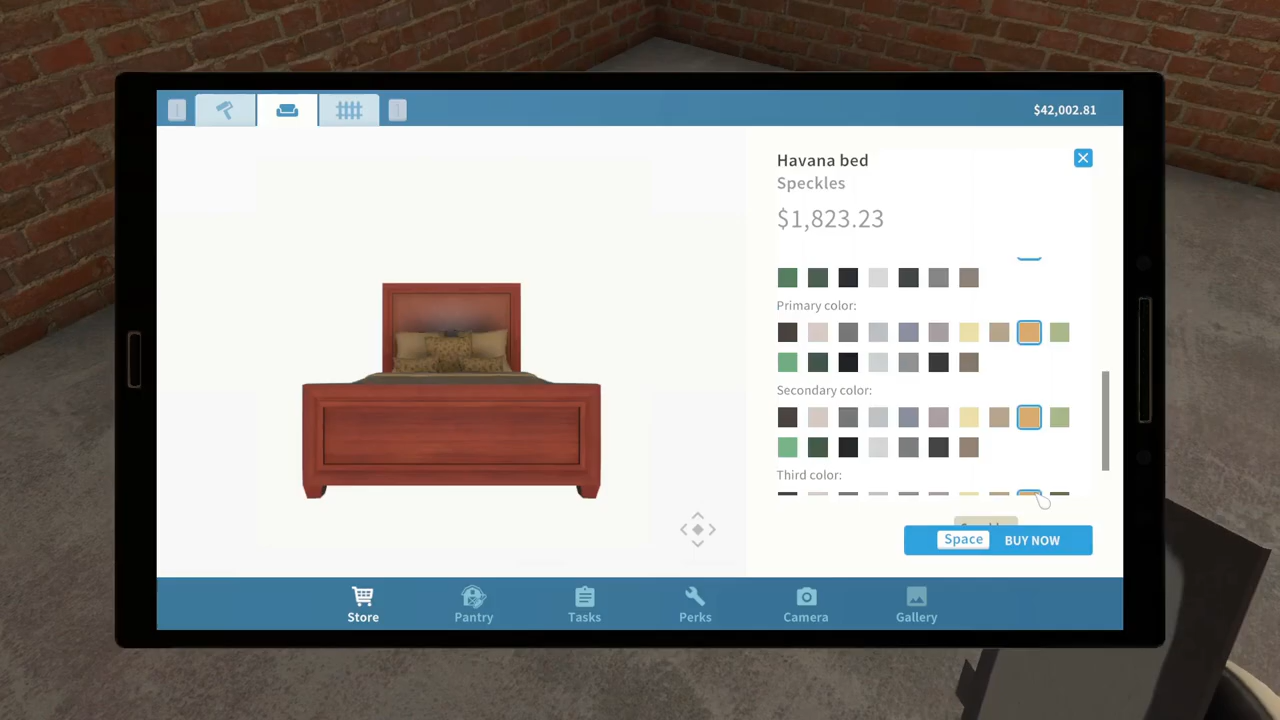 $42,002.81
Havana bed
Speckles
$1,823.23
Primary color:
Secondary color:
Third color:
Space BUY NOW
Store Pantry Tasks Perks Camera Gallery